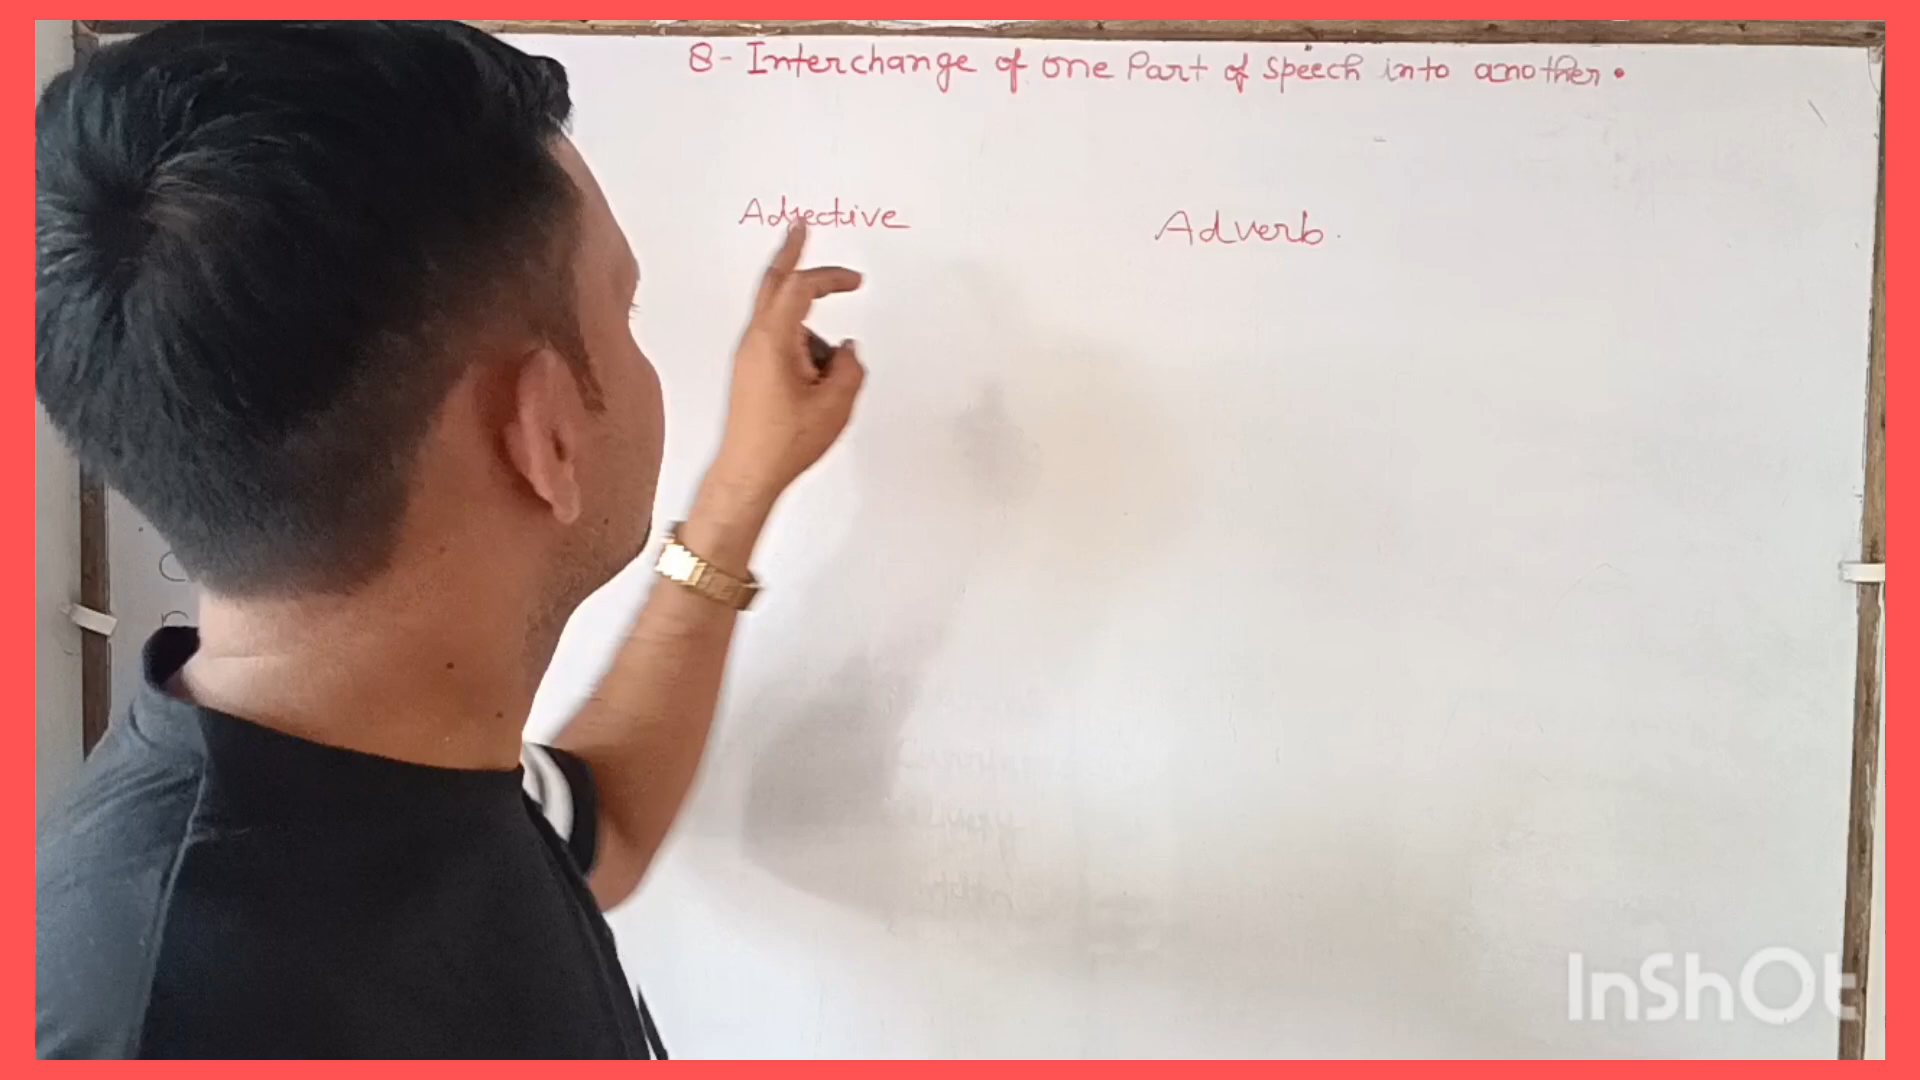 8- Interchange of one Part of speech into another.
Adjective
Adverb.
InShOt